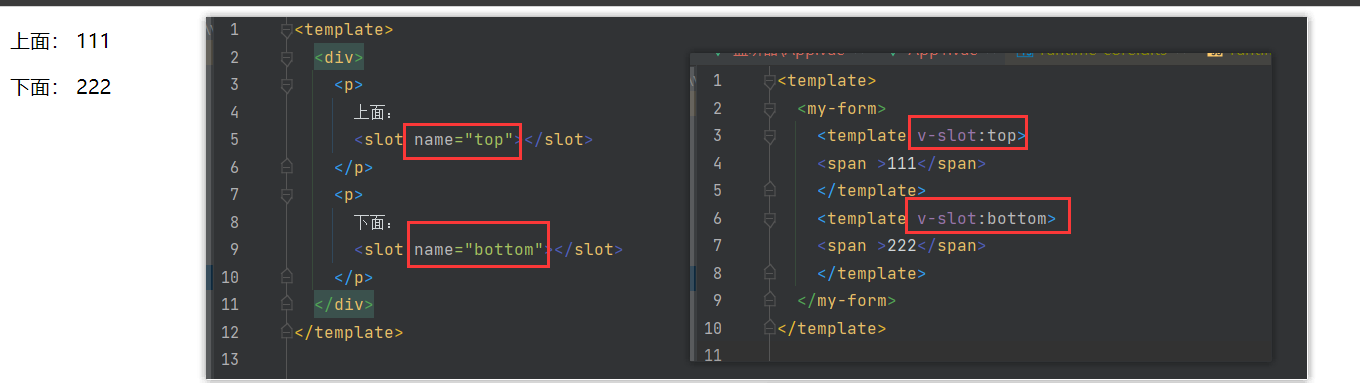 上面： 111
下面： 222
1 <template>
2 <div>
3 <p>
4 上面：
5 <slot name="top"></slot>
6 </p>
7 <p>
8 下面：
9 <slot name="bottom"></slot>
10 </p>
11 </div>
12 </template>
13
1 <template>
2 <my-form>
3 <template v-slot:top>
4 <span >111</span>
5 </template>
6 <template v-slot:bottom>
7 <span >222</span>
8 </template>
9 </my-form>
10 </template>
11